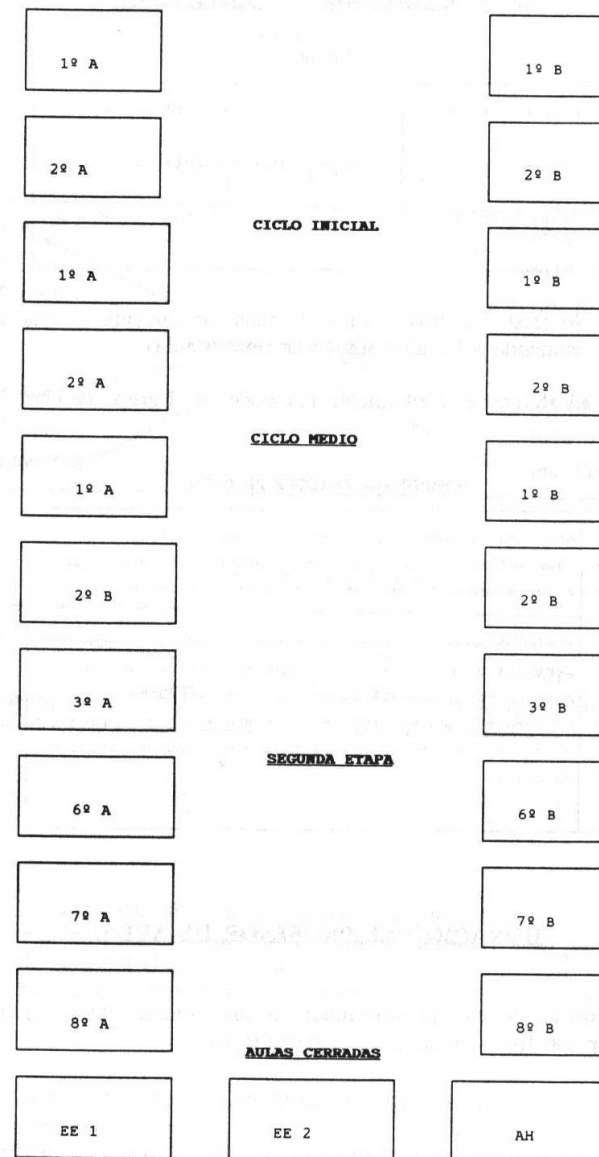 1º A 1º B
2º A 2º B
CICLO INICIAL
1º A 1º B
2º A 2º B
CICLO MEDIO
1º A 1º B
2º B 2º B
3º A 3º B
SEGUNDA ETAPA
6º A 6º B
7º A 7º B
8º A 8º B
AULAS CERRADAS
EE 1 EE 2 AH